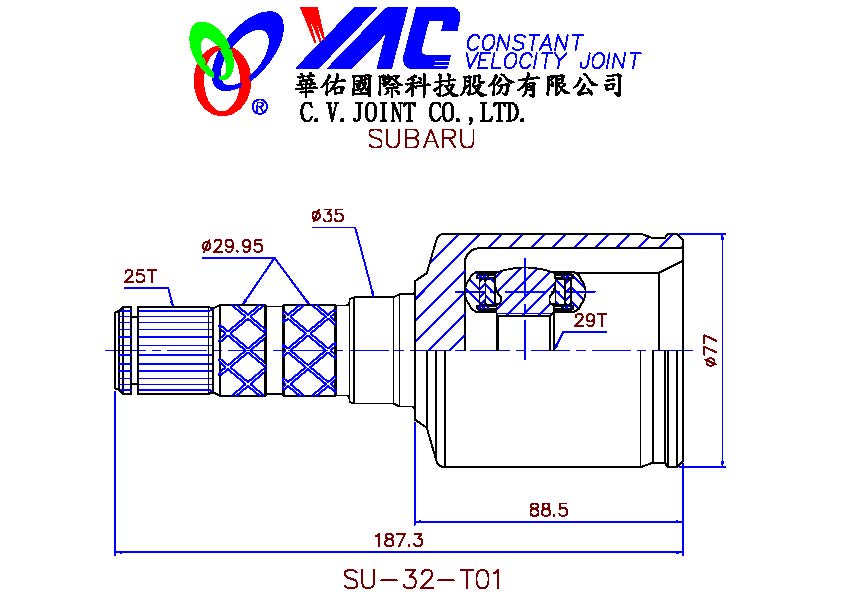 YAC CONSTANT
VELOCITY JOINT
®
華佑國際科技股份有限公司
C.V.JOINT CO.,LTD.
SUBARU
ø35
ø29.95
25T
29T
ø77
88.5
187.3
SU-32-T01